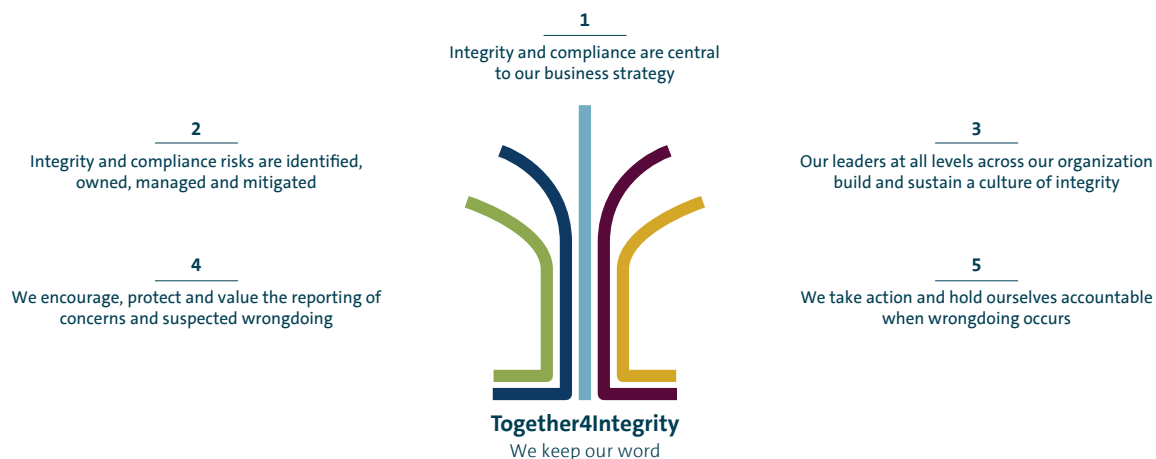 1
Integrity and compliance are central
to our business strategy
2
Integrity and compliance risks are identified,
owned, managed and mitigated
3
Our leaders at all levels across our organization
build and sustain a culture of integrity
4
We encourage, protect and value the reporting of
concerns and suspected wrongdoing
5
We take action and hold ourselves accountable
when wrongdoing occurs
Together4Integrity
We keep our word